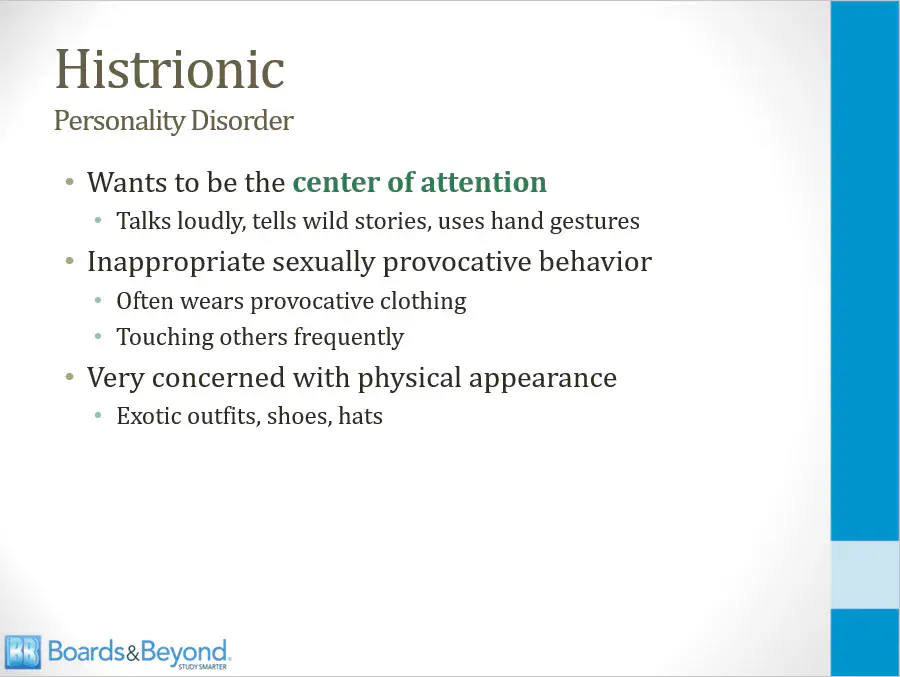 Histrionic
Personality Disorder
• Wants to be the center of attention
• Talks loudly, tells wild stories, uses hand gestures
• Inappropriate sexually provocative behavior
• Often wears provocative clothing
• Touching others frequently
• Very concerned with physical appearance
• Exotic outfits, shoes, hats
BB Boards&Beyond.
STUDY SMARTER